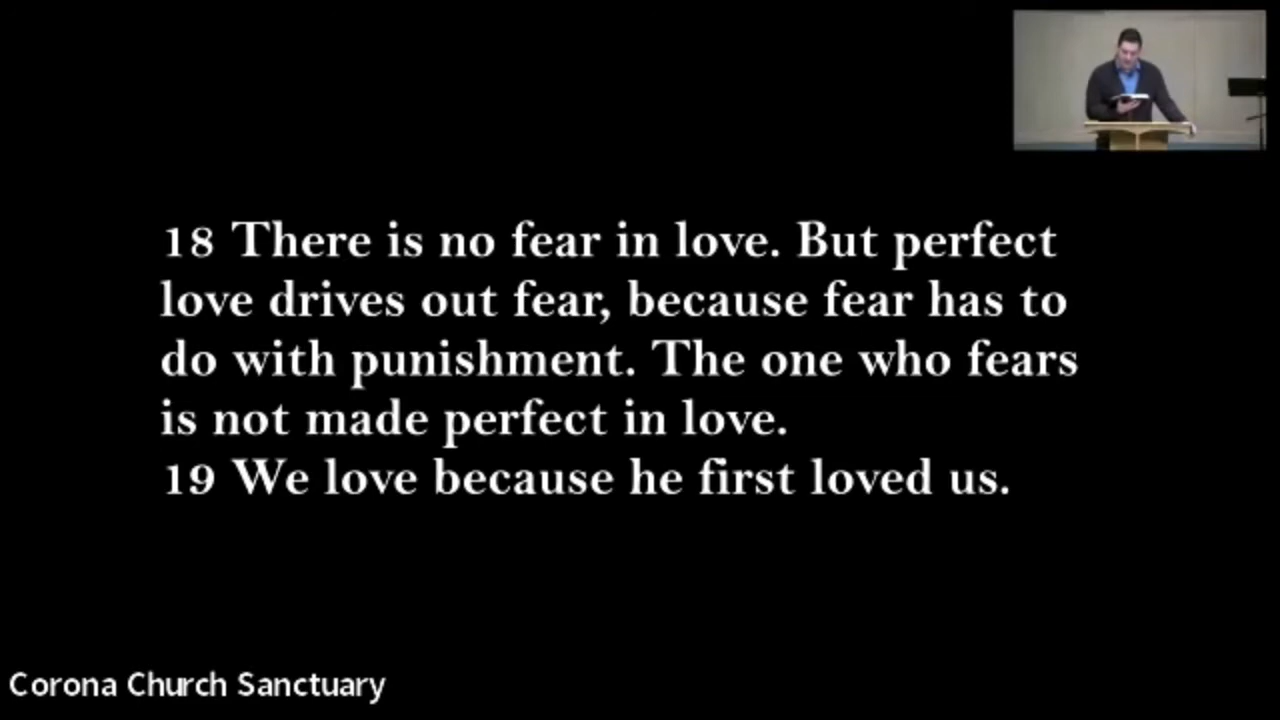 18 There is no fear in love. But perfect
love drives out fear, because fear has to
do with punishment. The one who fears
is not made perfect in love.
19 We love because he first loved us.
Corona Church Sanctuary